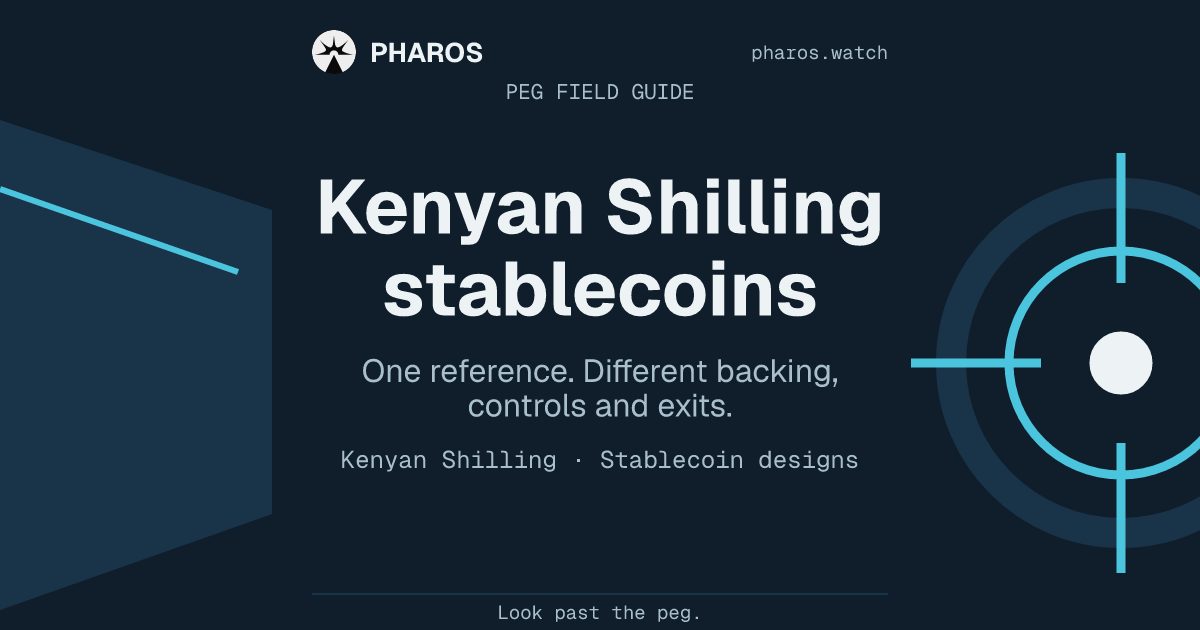 PHAROS
pharos.watch
PEG FIELD GUIDE
Kenyan Shilling
stablecoins
One reference. Different backing,
controls and exits.
Kenyan Shilling · Stablecoin designs
Look past the peg.